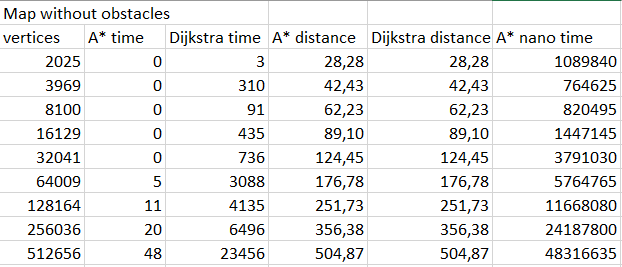 Map without obstacles
vertices A* time Dijkstra time A* distance Dijkstra distance A* nano time
2025 0 3 28,28 28,28 1089840
3969 0 310 42,43 42,43 764625
8100 0 91 62,23 62,23 820495
16129 0 435 89,10 89,10 1447145
32041 0 736 124,45 124,45 3791030
64009 5 3088 176,78 176,78 5764765
128164 11 4135 251,73 251,73 11668080
256036 20 6496 356,38 356,38 24187800
512656 48 23456 504,87 504,87 48316635